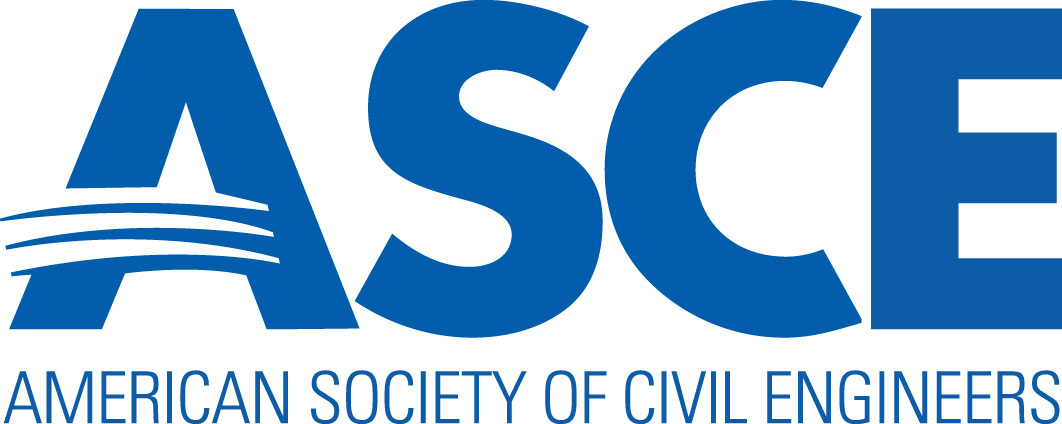 ASCE
AMERICAN SOCIETY OF CIVIL ENGINEERS